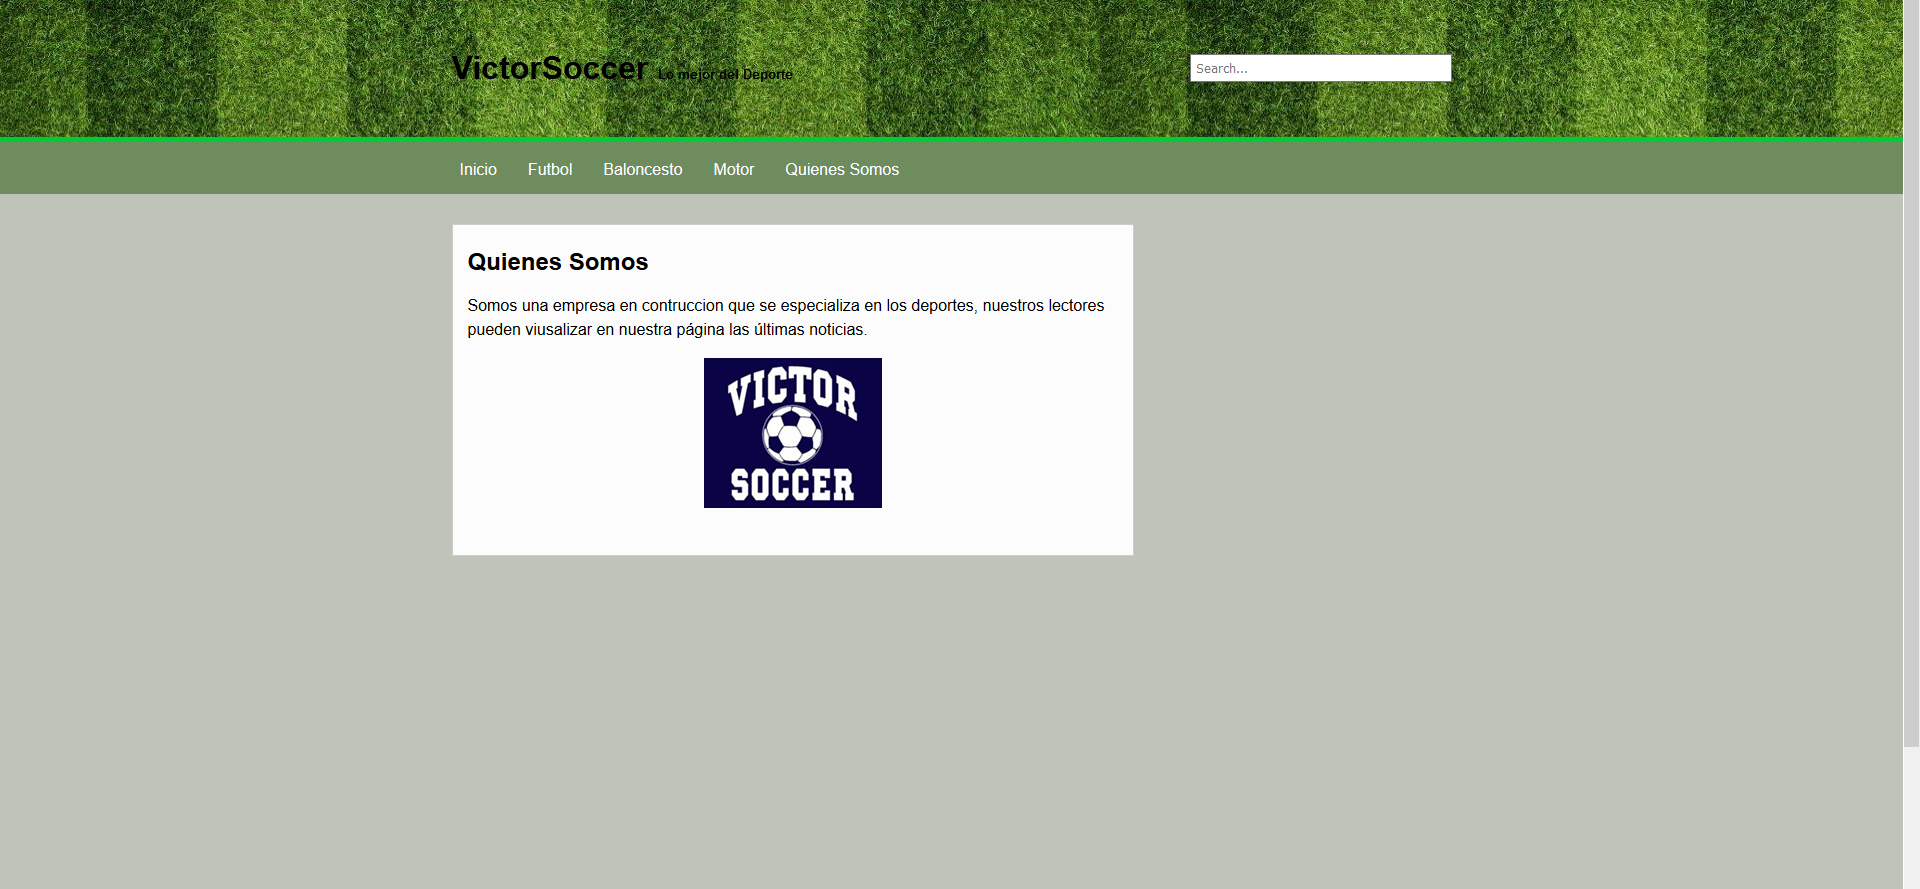 VictorSoccer Lo mejor del Deporte
Search...
Inicio Futbol Baloncesto Motor Quienes Somos
Quienes Somos
Somos una empresa en contruccion que se especializa en los deportes, nuestros lectores
pueden viusalizar en nuestra página las últimas noticias.
VICTOR
SOCCER